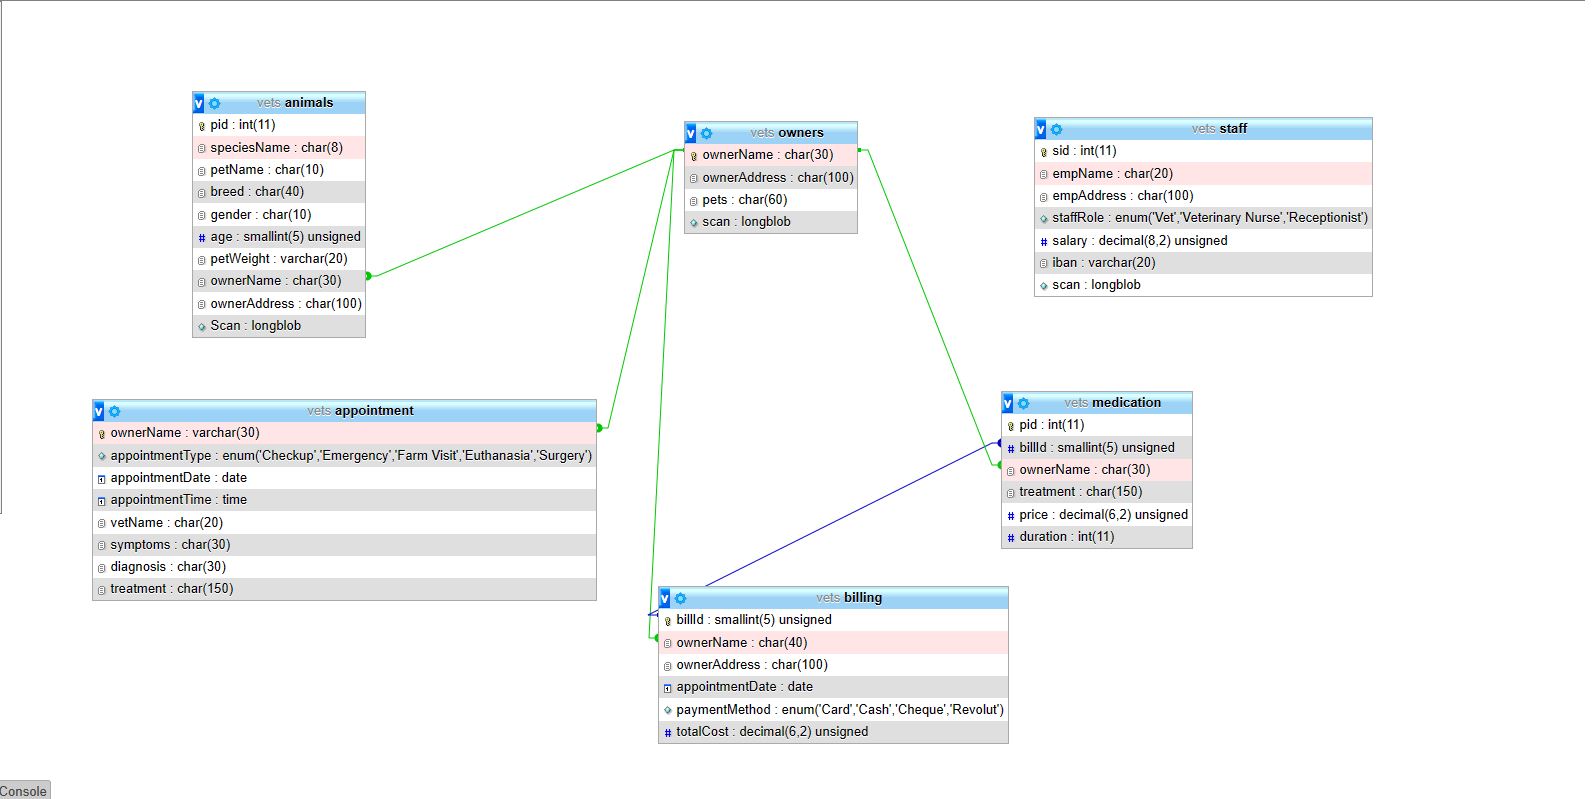 v vets animals
pid : int(11)
speciesName : char(8)
petName : char(10)
breed : char(40)
gender : char(10)
# age : smallint(5) unsigned
petWeight : varchar(20)
ownerName : char(30)
ownerAddress : char(100)
Scan : longblob
v vets owners
ownerName : char(30)
ownerAddress : char(100)
pets : char(60)
scan : longblob
v vets staff
sid : int(11)
empName : char(20)
empAddress : char(100)
staffRole : enum('Vet','Veterinary Nurse','Receptionist')
# salary : decimal(8,2) unsigned
iban : varchar(20)
scan : longblob
v vets appointment
ownerName : varchar(30)
appointmentType : enum('Checkup','Emergency','Farm Visit','Euthanasia','Surgery')
appointmentDate : date
appointmentTime : time
vetName : char(20)
symptoms : char(30)
diagnosis : char(30)
treatment : char(150)
v vets medication
pid : int(11)
# billId : smallint(5) unsigned
ownerName : char(30)
treatment : char(150)
# price : decimal(6,2) unsigned
# duration : int(11)
v vets billing
billId : smallint(5) unsigned
ownerName : char(40)
ownerAddress : char(100)
appointmentDate : date
paymentMethod : enum('Card','Cash','Cheque','Revolut')
# totalCost : decimal(6,2) unsigned
Console